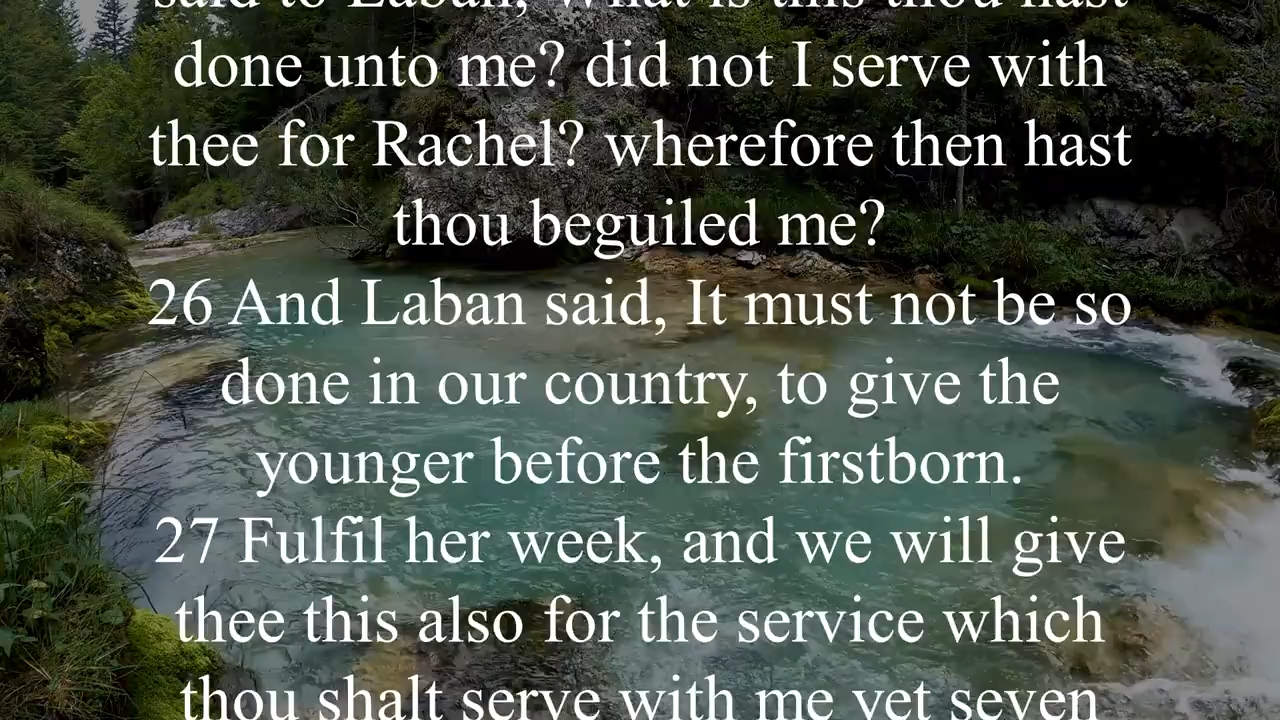 said to Laban, What is this thou hast
done unto me? did not I serve with
thee for Rachel? wherefore then hast
thou beguiled me?
26 And Laban said, It must not be so
done in our country, to give the
younger before the firstborn.
27 Fulfil her week, and we will give
thee this also for the service which
thou shalt serve with me yet seven